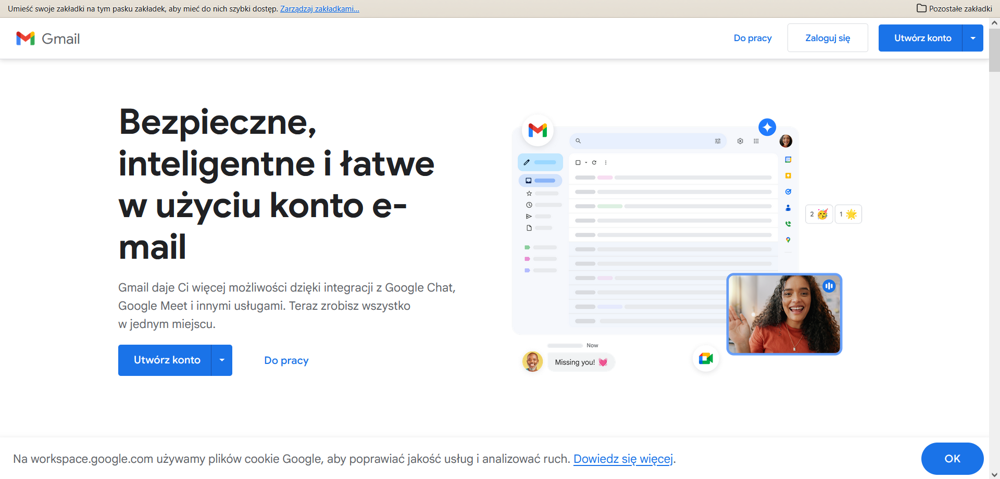 Umieść swoje zakładki na tym pasku zakładek, aby mieć do nich szybki dostęp. Zarządzaj zakładkami...
Pozostałe zakładki
Gmail
Do pracy
Zaloguj się
Utwórz konto
Bezpieczne,
inteligentne i łatwe
w użyciu konto e-
mail
Gmail daje Ci więcej możliwości dzięki integracji z Google Chat,
Google Meet i innymi usługami. Teraz zrobisz wszystko
w jednym miejscu.
Utwórz konto
Do pracy
31
2
1
Now
Missing you!
Na workspace.google.com używamy plików cookie Google, aby poprawiać jakość usług i analizować ruch. Dowiedz się więcej.
OK